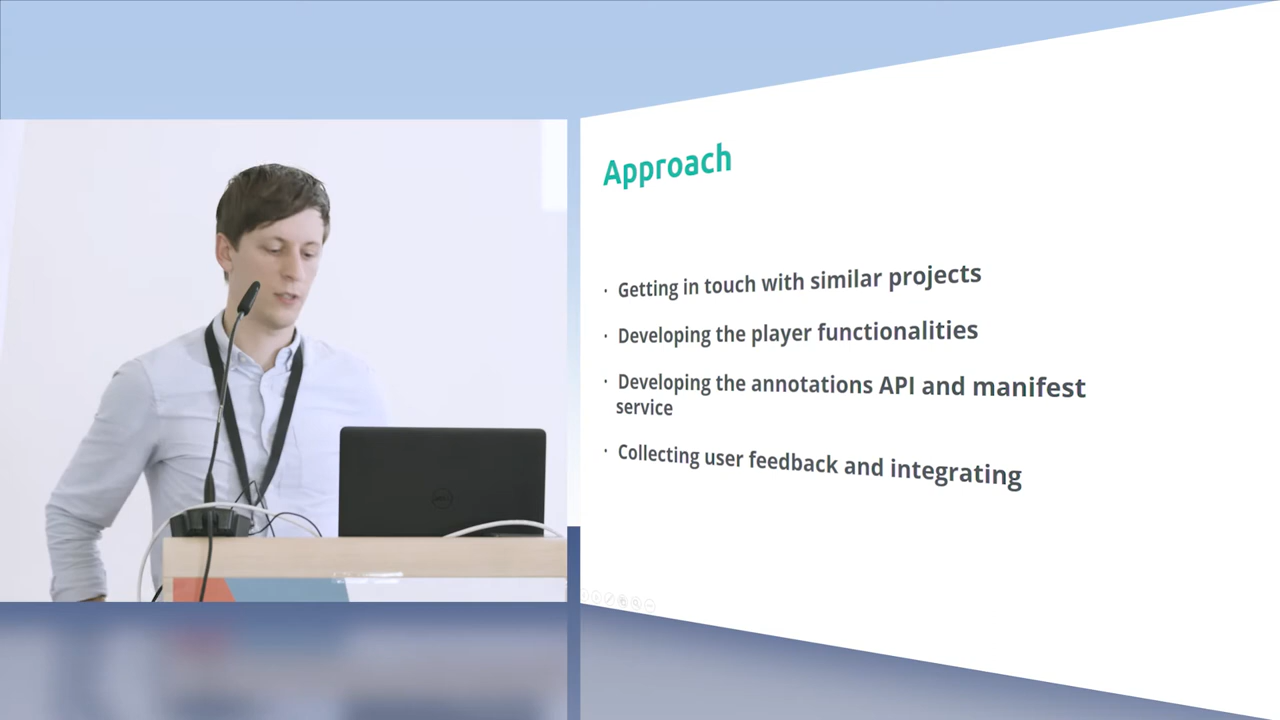 Approach
· Getting in touch with similar projects
· Developing the player functionalities
· Developing the annotations API and manifest
service
· Collecting user feedback and integrating